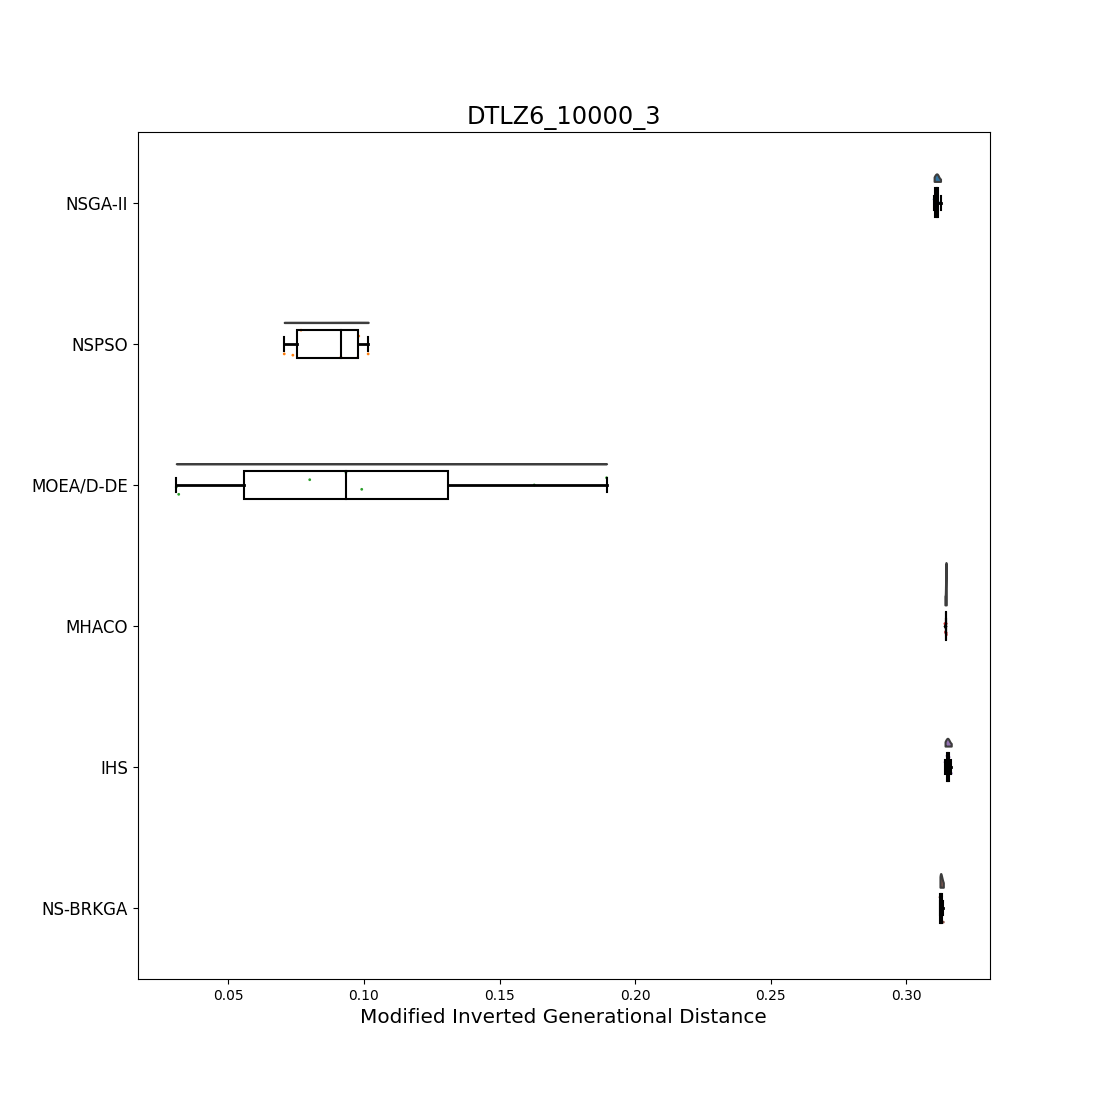 DTLZ6_10000_3
NSGA-II
NSPSO
MOEA/D-DE
MHACO
IHS
NS-BRKGA
0.05 0.10 0.15 0.20 0.25 0.30
Modified Inverted Generational Distance